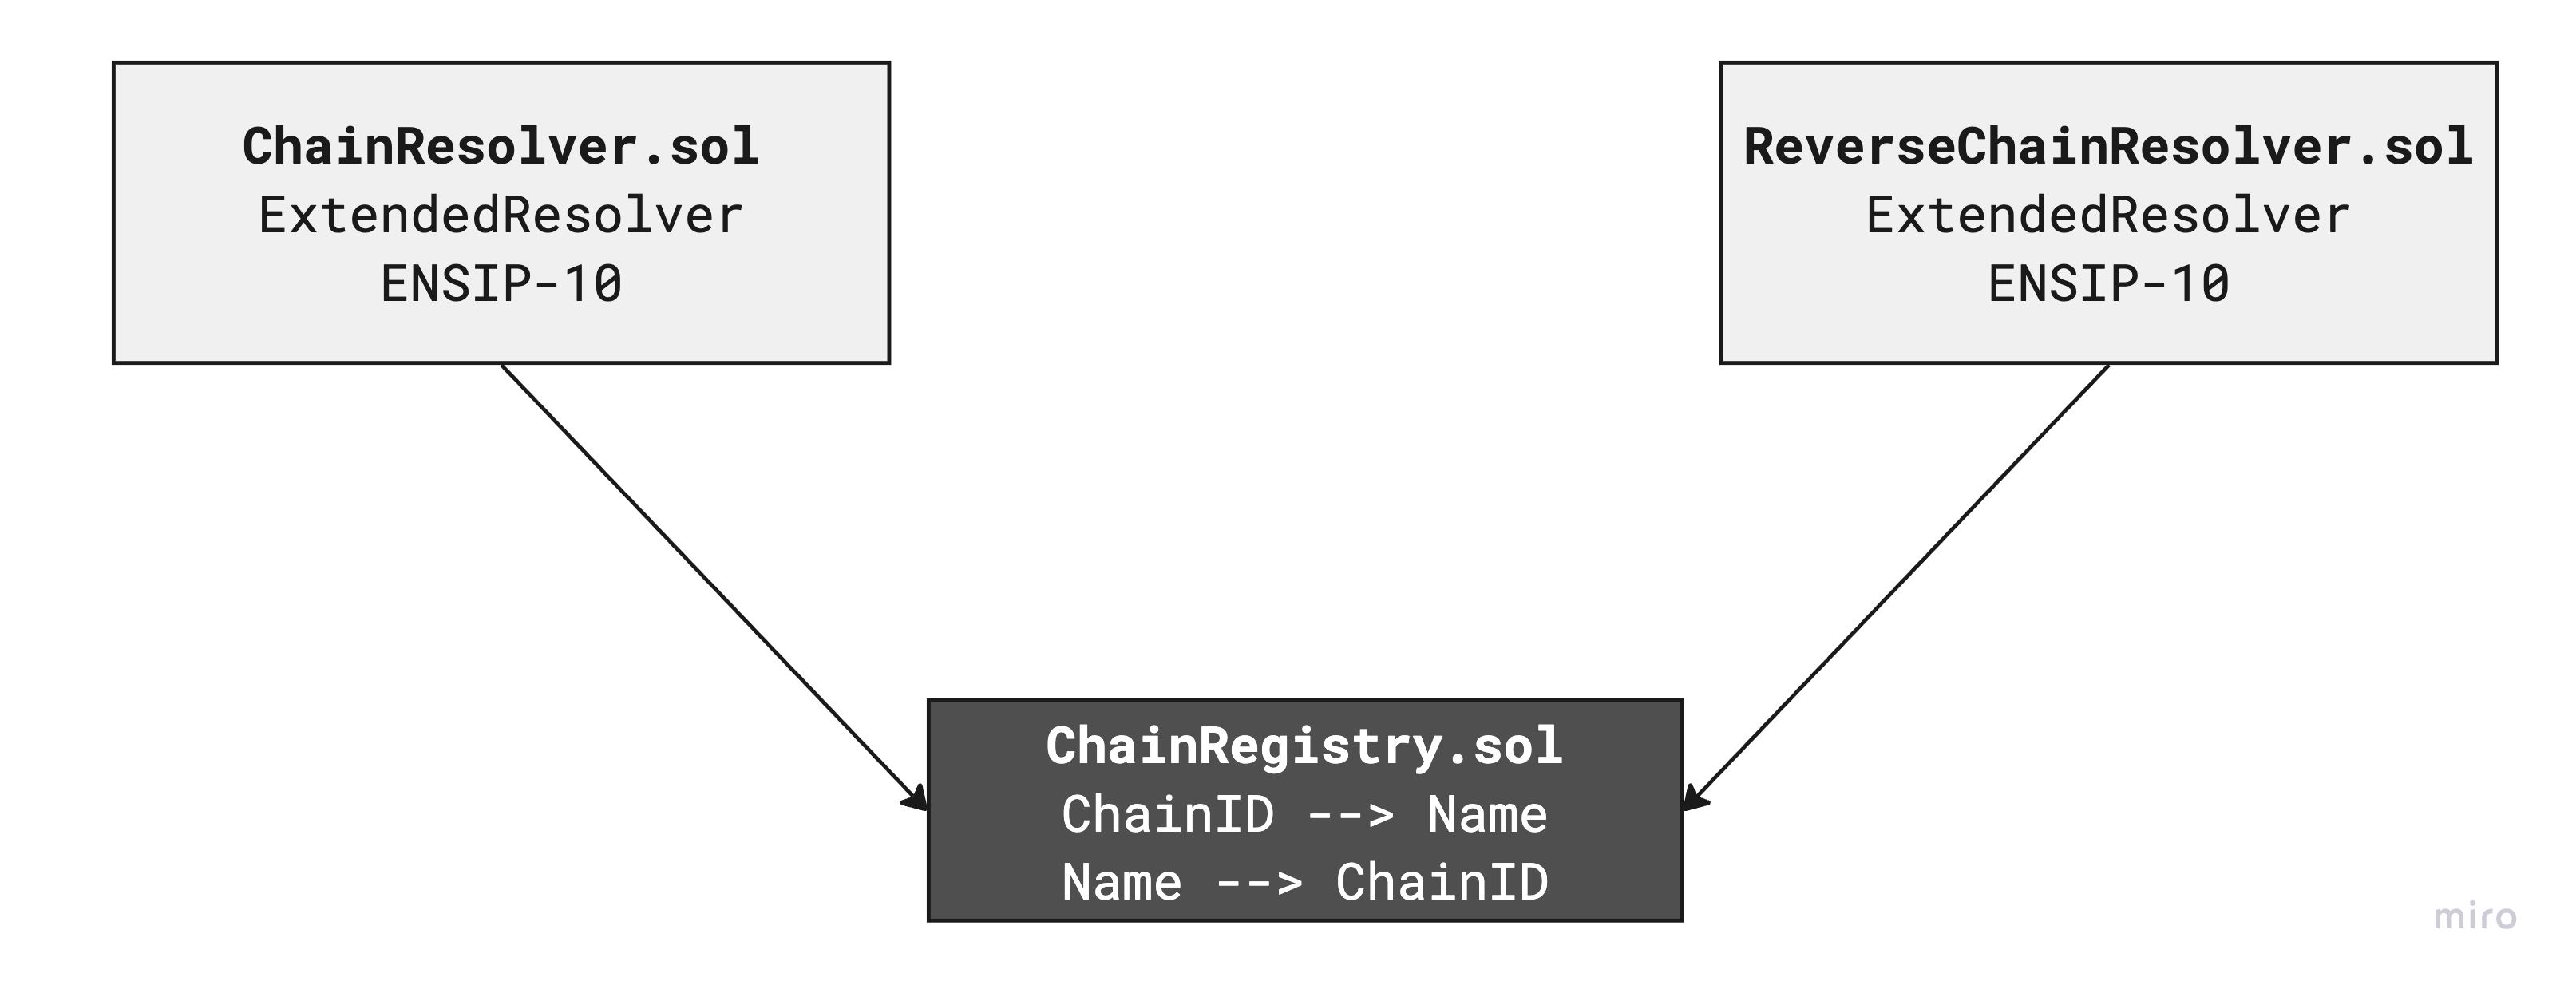 ChainResolver.sol
ExtendedResolver
ENSIP-10
ReverseChainResolver.sol
ExtendedResolver
ENSIP-10
ChainRegistry.sol
ChainID --> Name
Name --> ChainID
miro